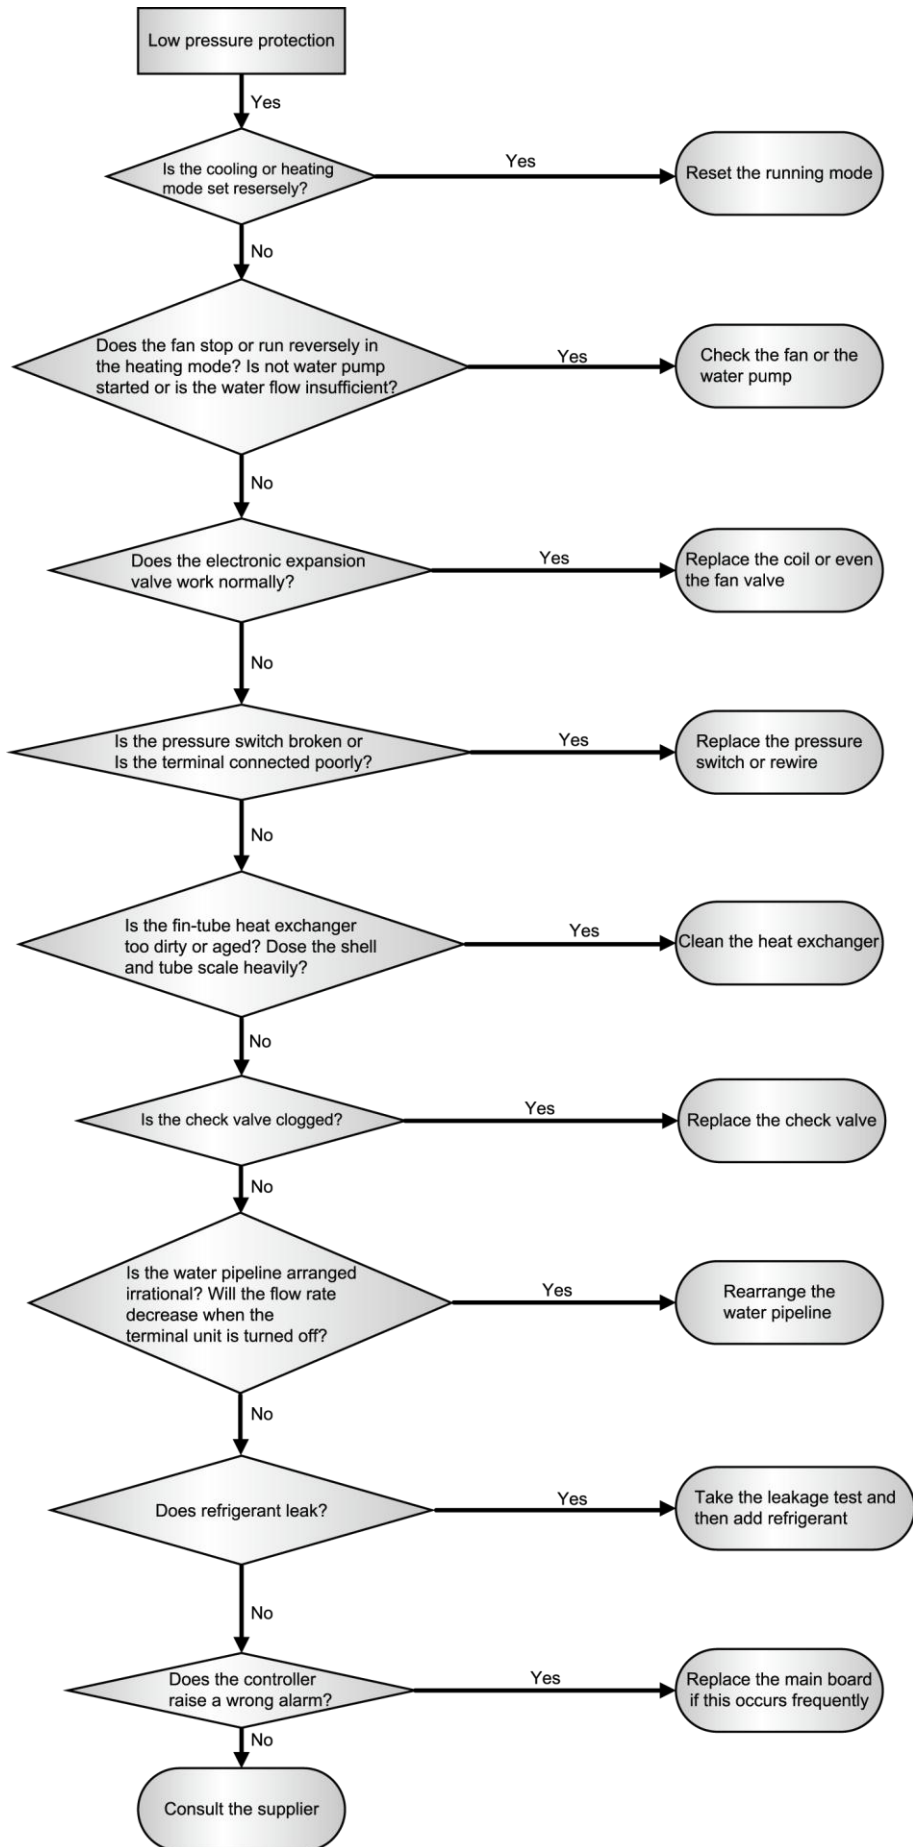 Low pressure protection
Yes
Is the cooling or heating
mode set resersely?
Yes
Reset the running mode
No
Does the fan stop or run reversely in
the heating mode? Is not water pump
started or is the water flow insufficient?
Yes
Check the fan or the
water pump
No
Does the electronic expansion
valve work normally?
Yes
Replace the coil or even
the fan valve
No
Is the pressure switch broken or
Is the terminal connected poorly?
Yes
Replace the pressure
switch or rewire
No
Is the fin-tube heat exchanger
too dirty or aged? Dose the shell
and tube scale heavily?
Yes
Clean the heat exchanger
No
Is the check valve clogged?
Yes
Replace the check valve
No
Is the water pipeline arranged
irrational? Will the flow rate
decrease when the
terminal unit is turned off?
Yes
Rearrange the
water pipeline
No
Does refrigerant leak?
Yes
Take the leakage test and
then add refrigerant
No
Does the controller
raise a wrong alarm?
Yes
Replace the main board
if this occurs frequently
No
Consult the supplier